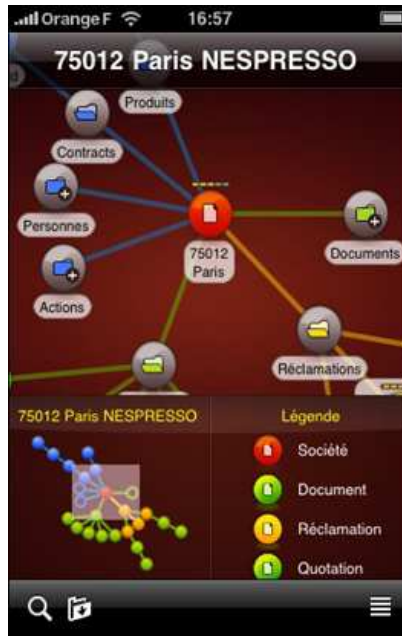 Orange F 16:57
75012 Paris NESPRESSO
Produits
Contracts
Personnes
75012
Paris
Documents
Actions
Réclamations
75012 Paris NESPRESSO
Légende
Société
Document
Réclamation
Quotation